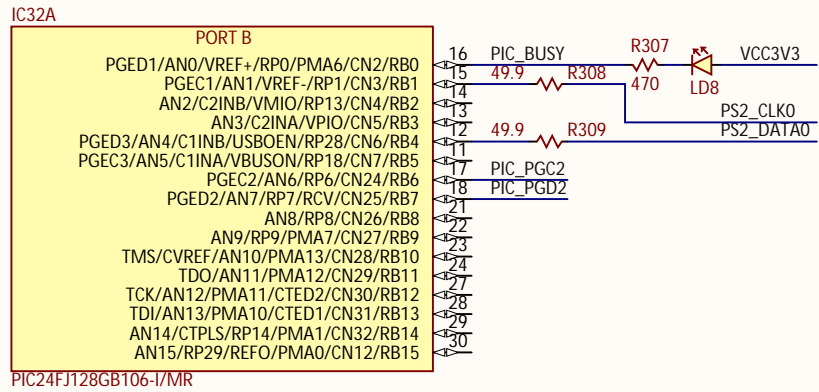 IC32A
PORT B
PGED1/AN0/VREF+/RP0/PMA6/CN2/RB0 16 PIC_BUSY R307 470 LD8 VCC3V3
PGEC1/AN1/VREF-/RP1/CN3/RB1 15 49.9 R308 PS2_CLK0
AN2/C2INB/VMIO/RP13/CN4/RB2 14
AN3/C2INA/VPIO/CN5/RB3 13
PGED3/AN4/C1INB/USBOEN/RP28/CN6/RB4 12 49.9 R309 PS2_DATA0
PGEC3/AN5/C1INA/VBUSON/RP18/CN7/RB5 11
PGEC2/AN6/RP6/CN24/RB6 17 PIC_PGC2
PGED2/AN7/RP7/RCV/CN25/RB7 18 PIC_PGD2
AN8/RP8/CN26/RB8 21
AN9/RP9/PMA7/CN27/RB9 22
TMS/CVREF/AN10/PMA13/CN28/RB10 23
TDO/AN11/PMA12/CN29/RB11 24
TCK/AN12/PMA11/CTED2/CN30/RB12 27
TDI/AN13/PMA10/CTED1/CN31/RB13 28
AN14/CTPLS/RP14/PMA1/CN32/RB14 29
AN15/RP29/REFO/PMA0/CN12/RB15 30
PIC24FJ128GB106-I/MR